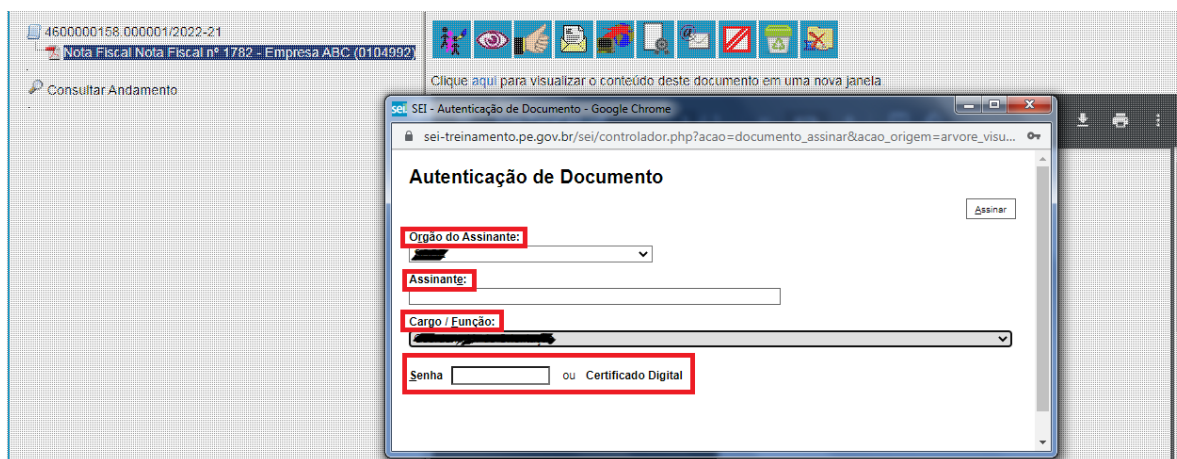 4600000158.000001/2022-21
Nota Fiscal Nota Fiscal nº 1782 - Empresa ABC (0104992)
Consultar Andamento
Clique aqui para visualizar o conteúdo deste documento em uma nova janela
sei! SEI - Autenticação de Documento - Google Chrome
sei-treinamento.pe.gov.br/sei/controlador.php?acao=documento_assinar&acao_origem=arvore_visu...
Autenticação de Documento
Assinar
Órgão do Assinante:
Assinante:
Cargo / Função:
Senha ou Certificado Digital